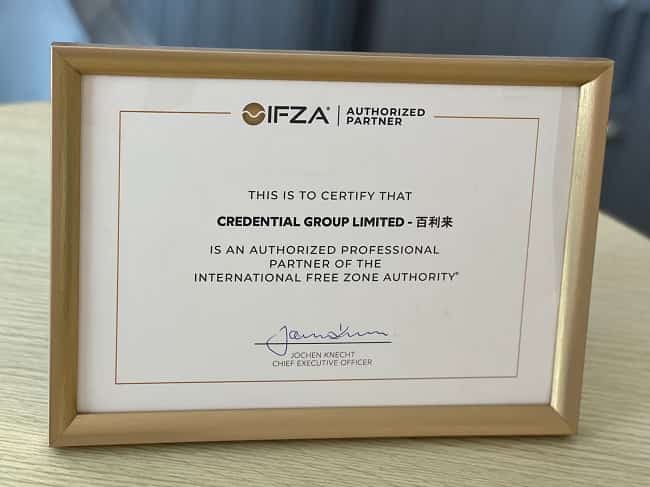 IFZA® AUTHORIZED
PARTNER
THIS IS TO CERTIFY THAT
CREDENTIAL GROUP LIMITED - 百利来
IS AN AUTHORIZED PROFESSIONAL
PARTNER OF THE
INTERNATIONAL FREE ZONE AUTHORITY®
JOCHEN KNECHT
CHIEF EXECUTIVE OFFICER